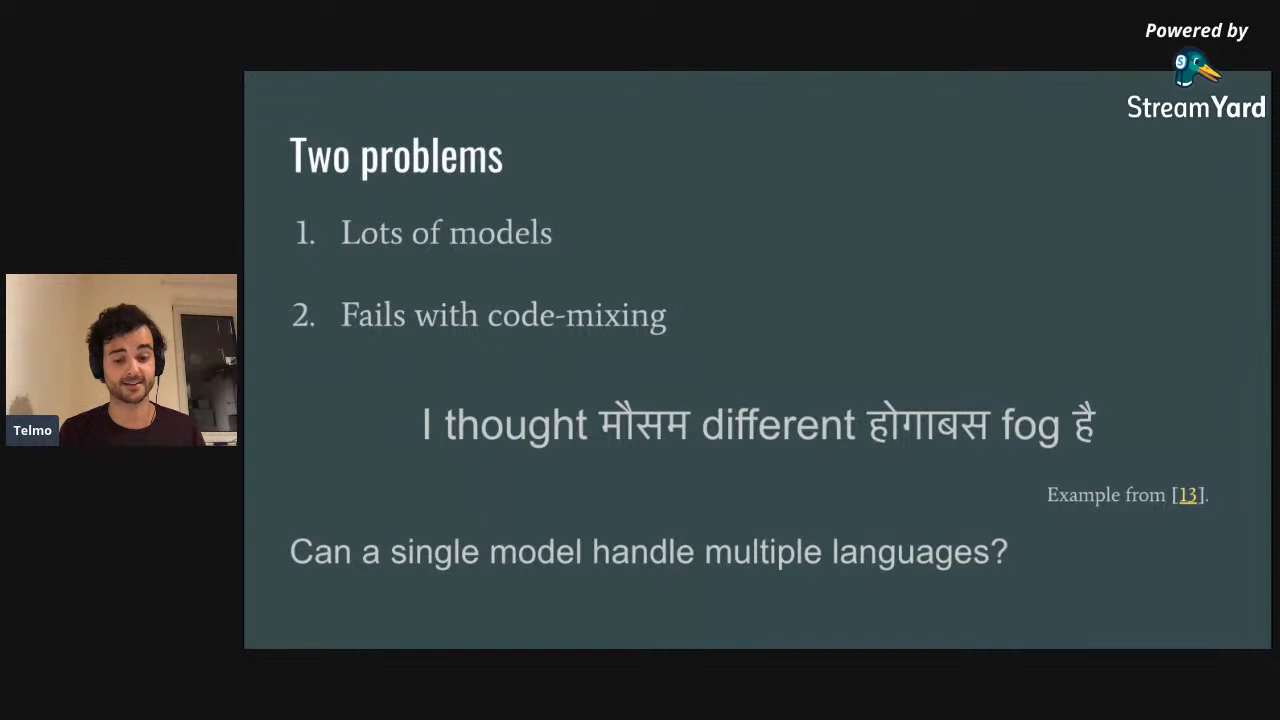 Powered by
StreamYard
Two problems
1. Lots of models
2. Fails with code-mixing
I thought मौसम different होगाबस fog है
Example from [13].
Can a single model handle multiple languages?
Telmo